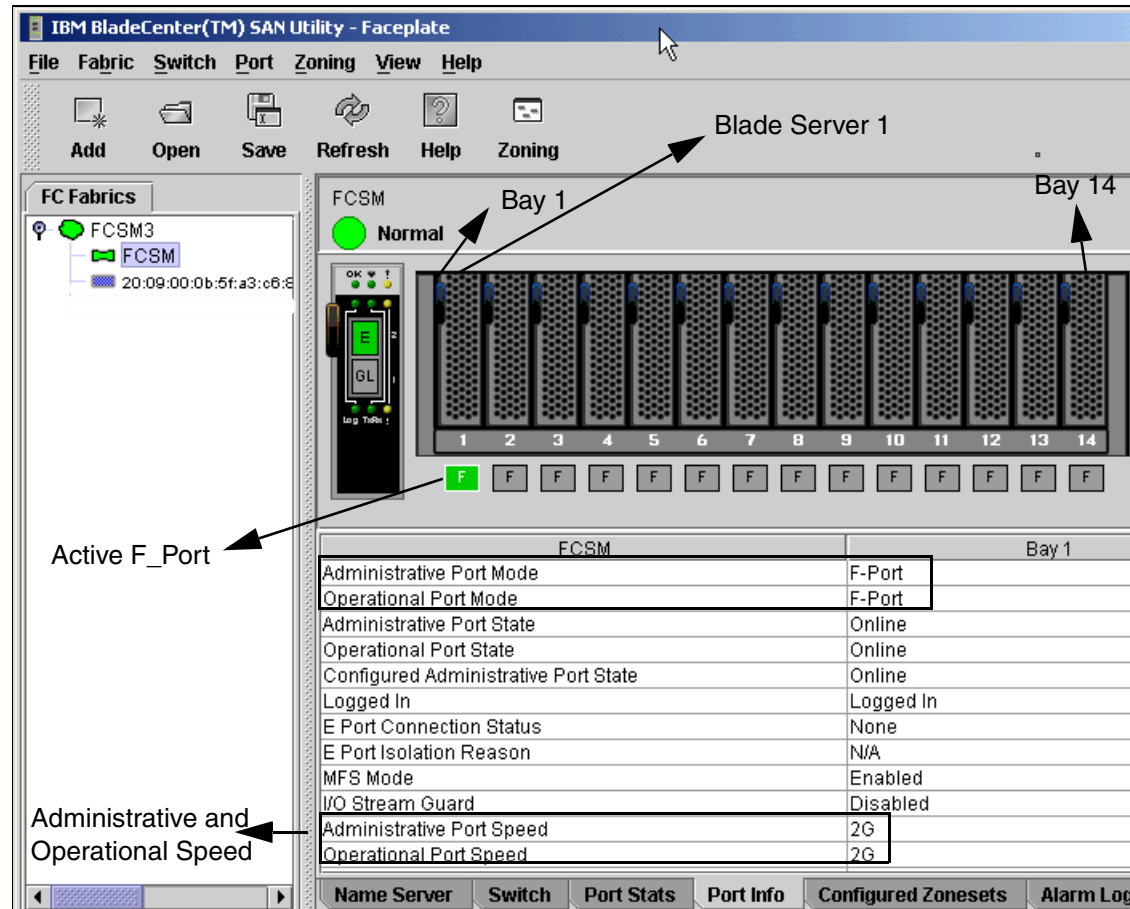 IBM BladeCenter(TM) SAN Utility - Faceplate
File Fabric Switch Port Zoning View Help
Add Open Save Refresh Help Zoning
Blade Server 1
FC Fabrics
FCSM3
FCSM
20:09:00:0b:5f:a3:c6:8
FCSM
Normal
Bay 1
Bay 14
OK
E
2
GL
1
Log TxRx !
1 2 3 4 5 6 7 8 9 10 11 12 13 14
F F F F F F F F F F F F F F
Active F_Port
FCSM Bay 1
Administrative Port Mode F-Port
Operational Port Mode F-Port
Administrative Port State Online
Operational Port State Online
Configured Administrative Port State Online
Logged In Logged In
E Port Connection Status None
E Port Isolation Reason N/A
MFS Mode Enabled
I/O Stream Guard Disabled
Administrative Port Speed 2G
Operational Port Speed 2G
Administrative and
Operational Speed
Name Server Switch Port Stats Port Info Configured Zonesets Alarm Log